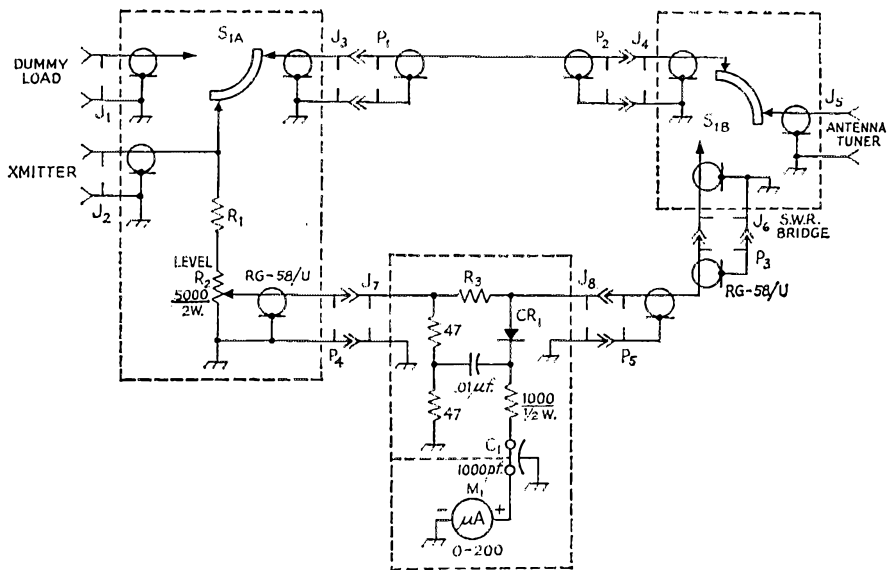 S1A
DUMMY
LOAD
J1
J3
P1
P2
J4
J5
ANTENNA
TUNER
S1B
XMITTER
J2
J6
S.W.R.
BRIDGE
P3
R1
LEVEL
R2
5000
2W.
RG-58/U
J7
R3
J8
RG-58/U
CR1
47
P4
P5
.01µf.
47
1000
1/2 W.
C1
1000pf.
M1
- +
µA
0-200